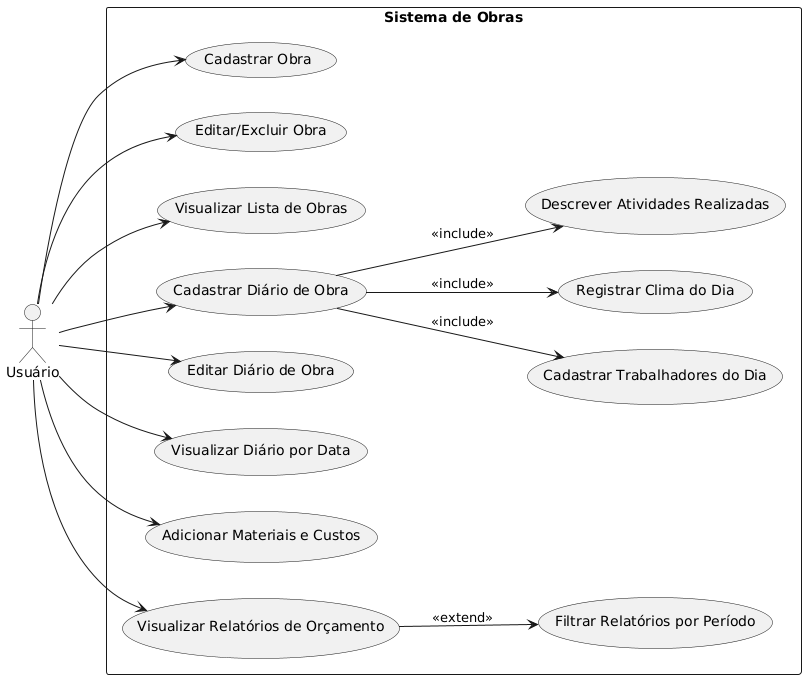 Sistema de Obras
Cadastrar Obra
Editar/Excluir Obra
Visualizar Lista de Obras
Descrever Atividades Realizadas
«include»
Cadastrar Diário de Obra
«include»
Registrar Clima do Dia
«include»
Usuário
Editar Diário de Obra
Cadastrar Trabalhadores do Dia
Visualizar Diário por Data
Adicionar Materiais e Custos
Visualizar Relatórios de Orçamento
«extend»
Filtrar Relatórios por Período